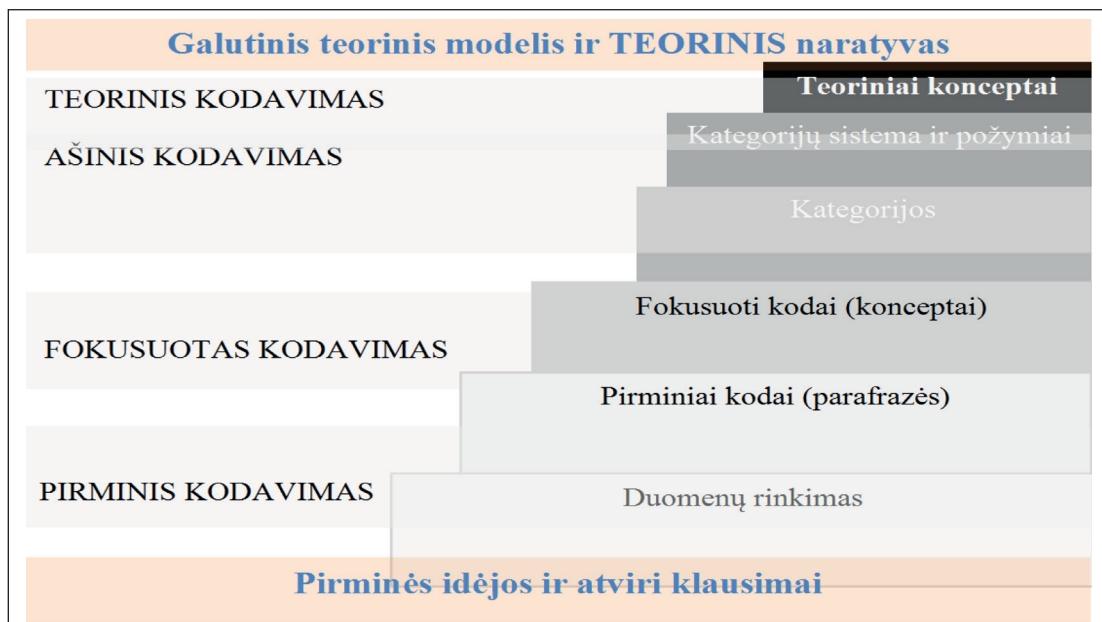 Galutinis teorinis modelis ir TEORINIS naratyvas
TEORINIS KODAVIMAS
Teoriniai konceptai
Kategorijų sistema ir požymiai
AŠINIS KODAVIMAS
Kategorijos
Fokusuoti kodai (konceptai)
FOKUSUOTAS KODAVIMAS
Pirminiai kodai (parafrazės)
PIRMINIS KODAVIMAS
Duomenų rinkimas
Pirminės idėjos ir atviri klausimai